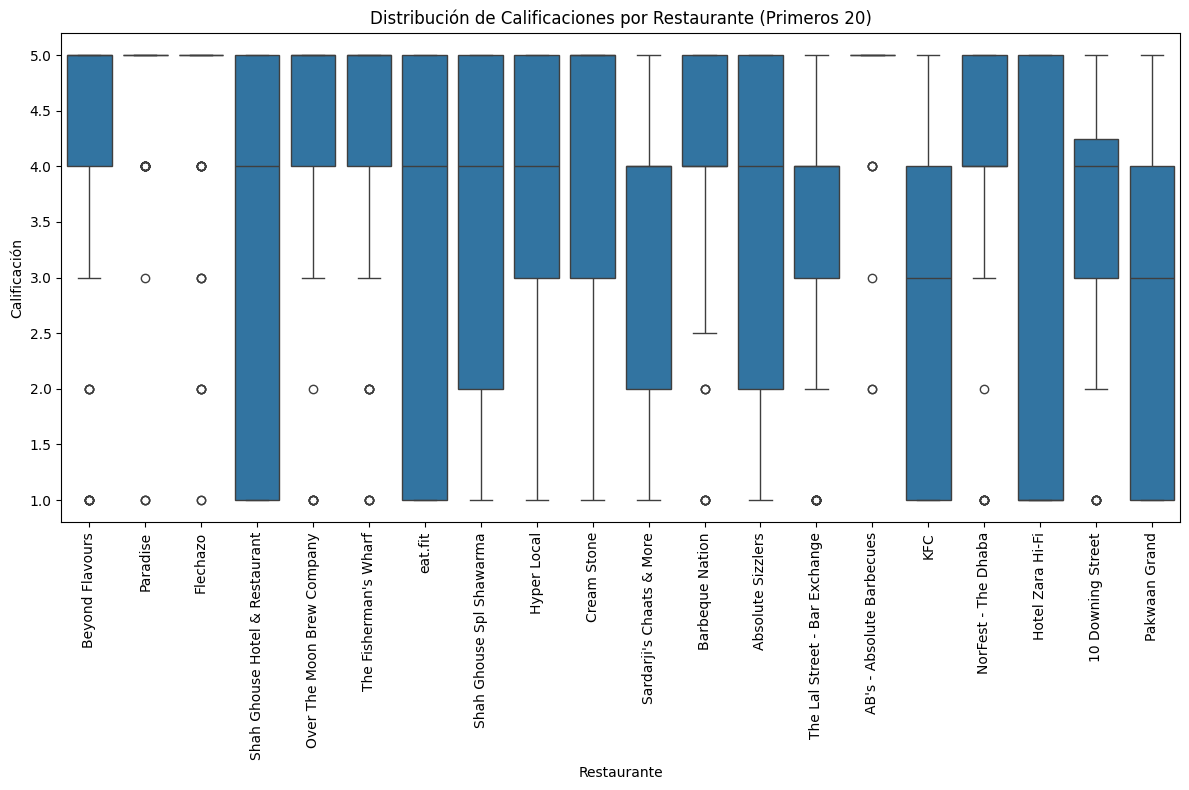 Distribución de Calificaciones por Restaurante (Primeros 20)
Calificación
5.0
4.5
4.0
3.5
3.0
2.5
2.0
1.5
1.0
Beyond Flavours
Paradise
Flechazo
Shah Ghouse Hotel & Restaurant
Over The Moon Brew Company
The Fisherman's Wharf
eat.fit
Shah Ghouse Spl Shawarma
Hyper Local
Cream Stone
Sardarji's Chaats & More
Barbeque Nation
Absolute Sizzlers
The Lal Street - Bar Exchange
AB's - Absolute Barbecues
KFC
NorFest - The Dhaba
Hotel Zara Hi-Fi
10 Downing Street
Pakwaan Grand
Restaurante